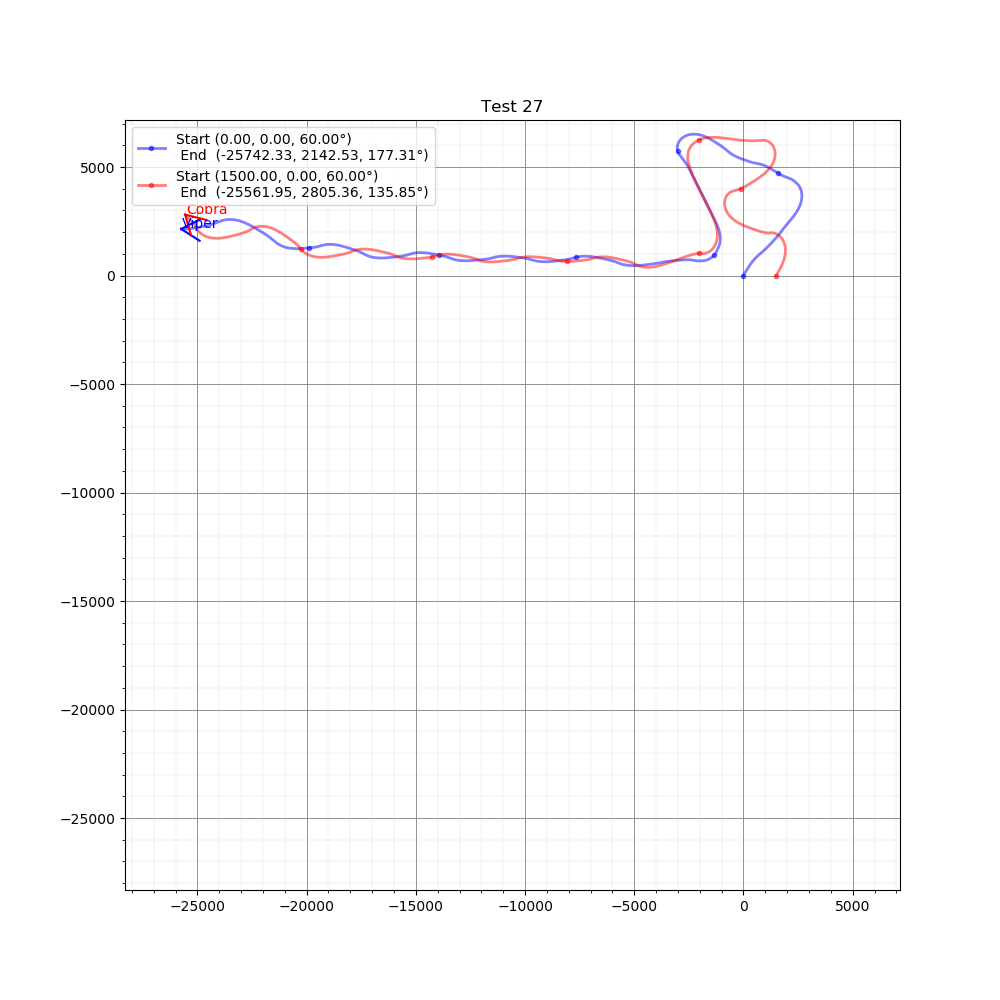 Test 27
Start (0.00, 0.00, 60.00°)
End (-25742.33, 2142.53, 177.31°)
Start (1500.00, 0.00, 60.00°)
End (-25561.95, 2805.36, 135.85°)
Cobra
Viper
5000
0
−5000
−10000
−15000
−20000
−25000
−25000 −20000 −15000 −10000 −5000 0 5000